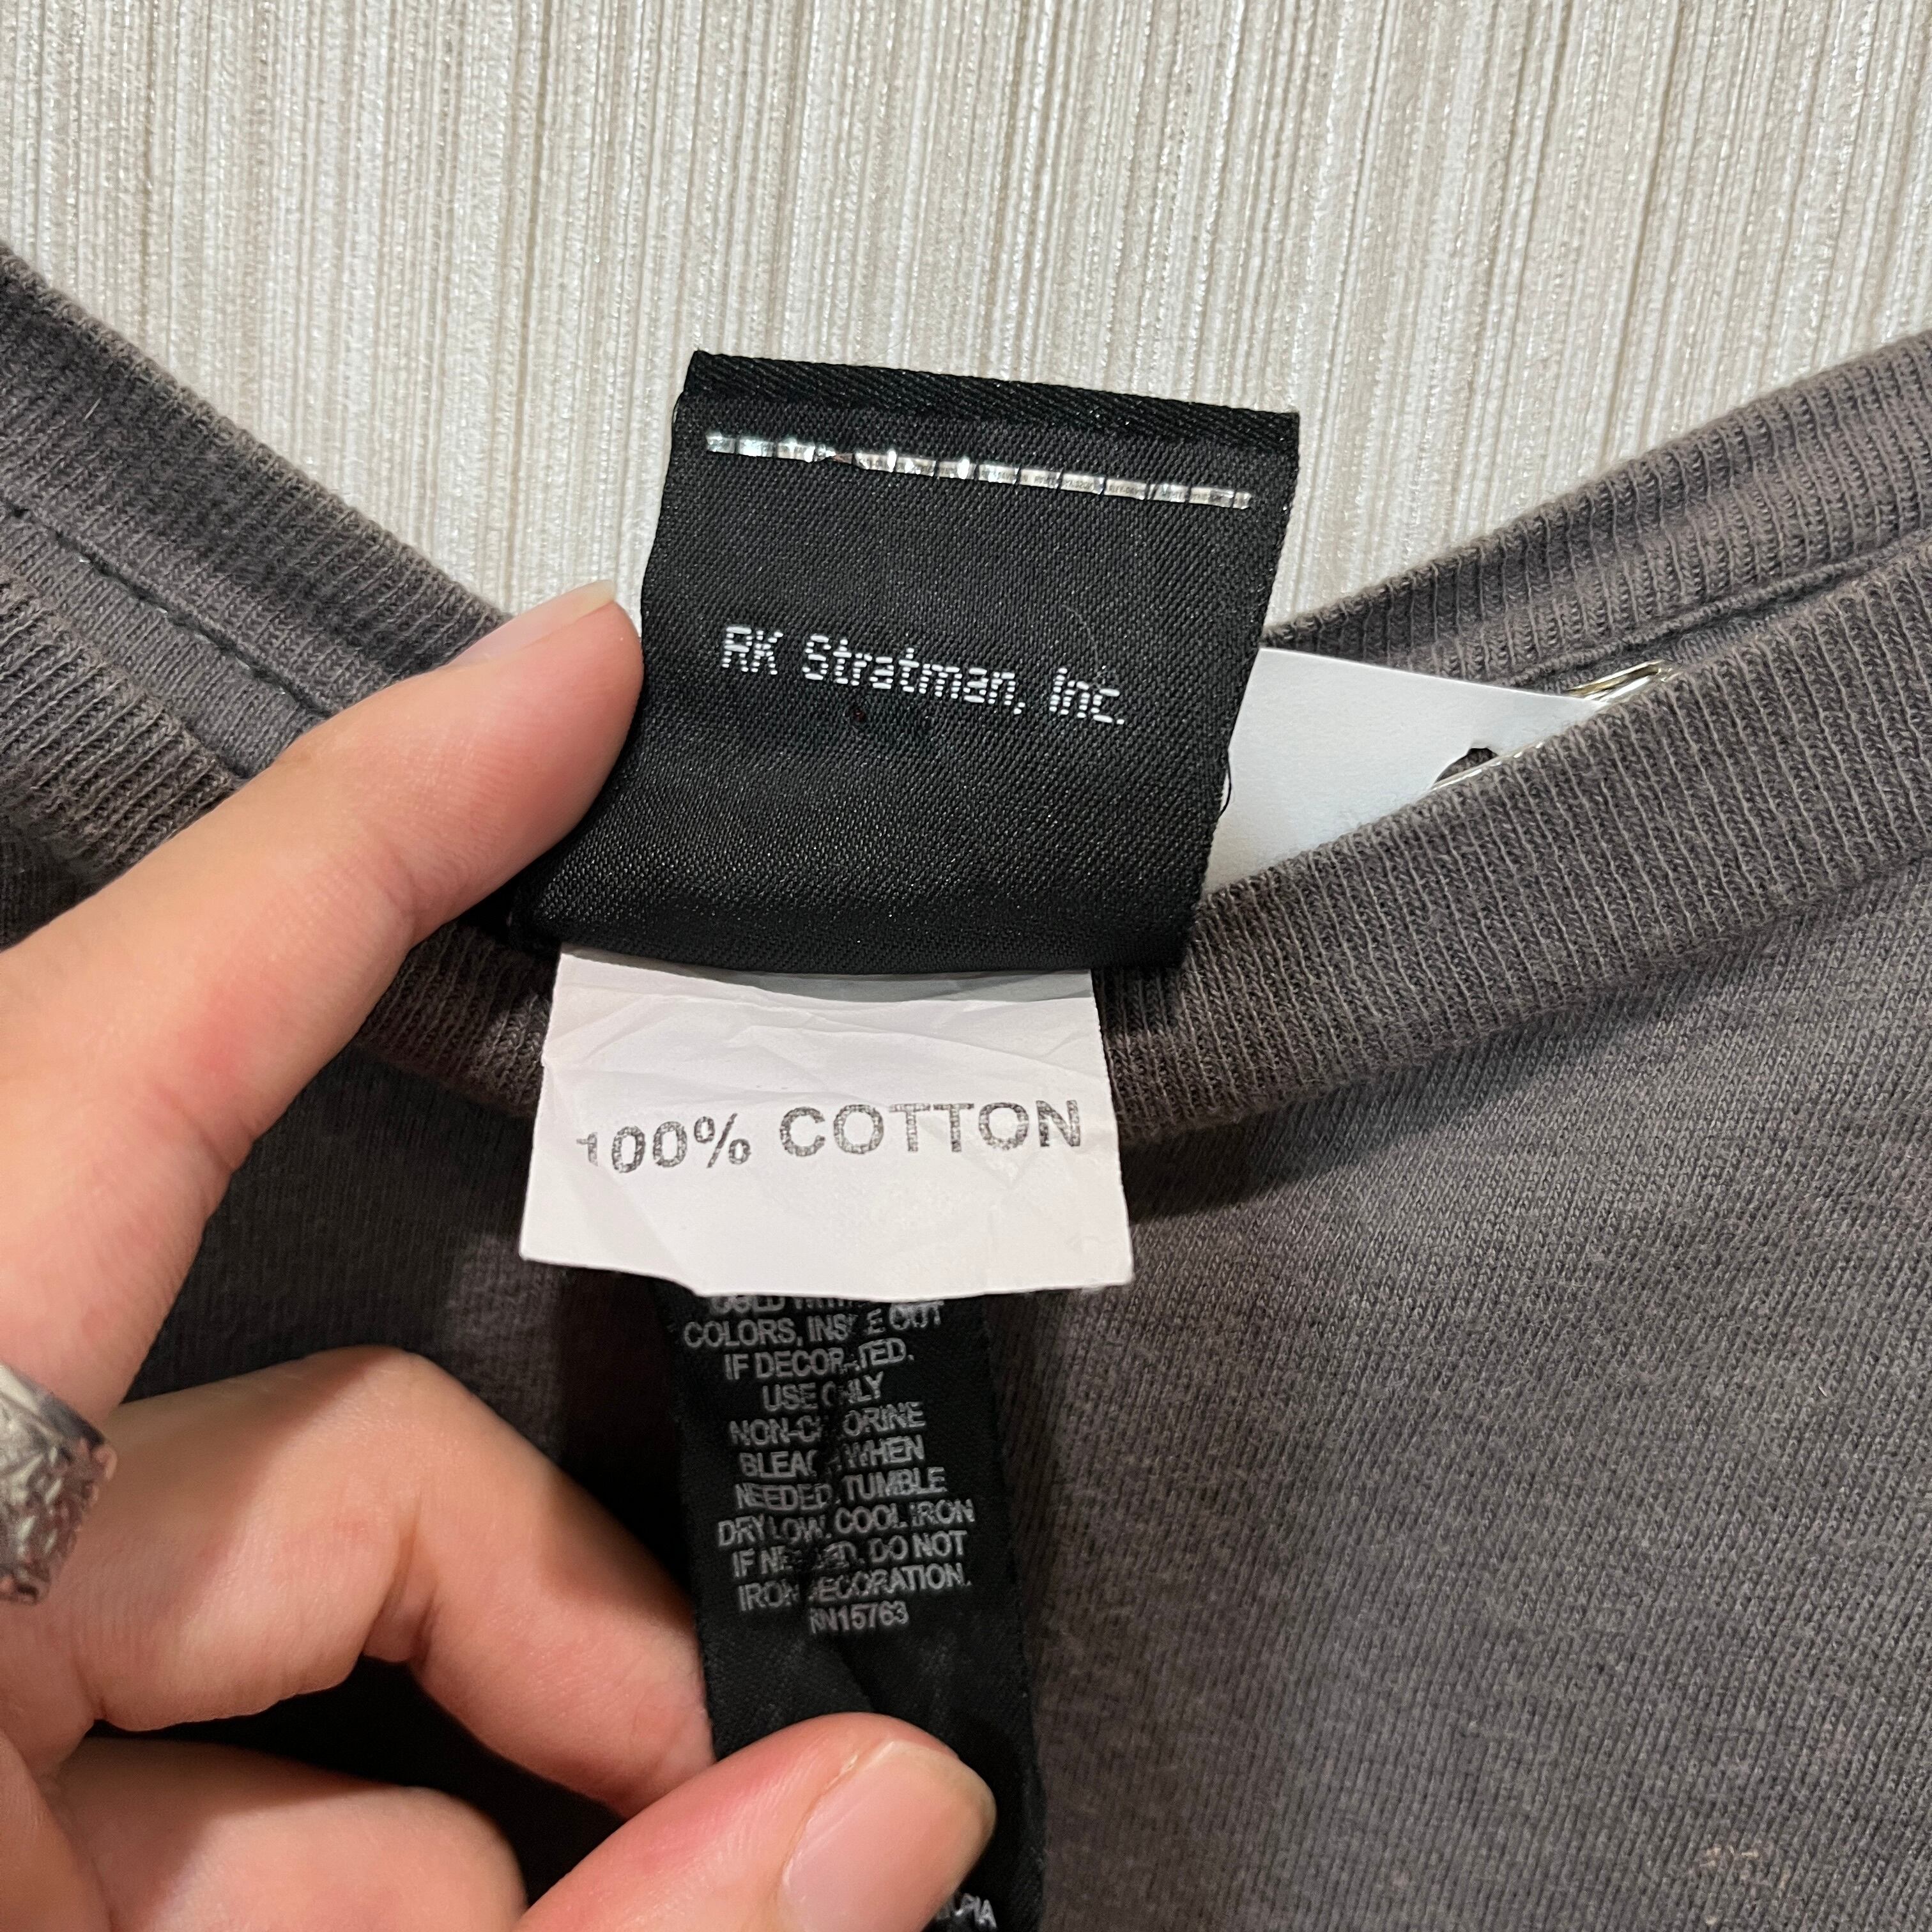 RK Stratman, Inc.
100% COTTON
COLORS, INSIDE OUT
IF DECORATED.
USE ONLY
NON-CHLORINE
BLEACH WHEN
NEEDED. TUMBLE
DRY LOW. COOL IRON
IF NEEDED. DO NOT
IRON DECORATION.
RN15763